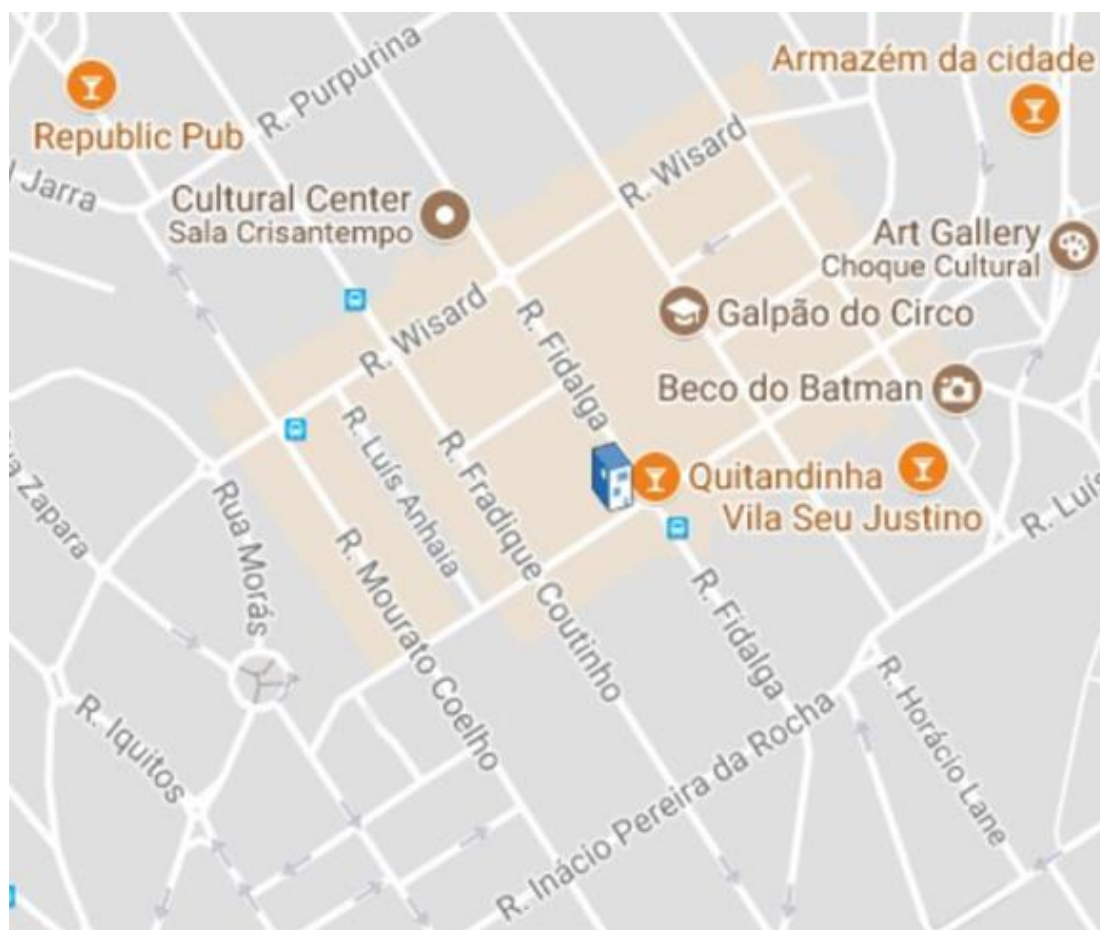 Armazém da cidade
R. Purpurina
Republic Pub
R. Wisard
Jarra
Cultural Center
Sala Crisantempo
Art Gallery
Choque Cultural
R. Wisard
R. Fidalga
Galpão do Circo
Beco do Batman
R. Luís Anhaia
R. Fradique Coutinho
Quitandinha
Vila Seu Justino
R. Luís
Zapara
Rua Morás
R. Mourato Coelho
R. Fidalga
R. Horácio Lane
R. Iquitos
R. Inácio Pereira da Rocha